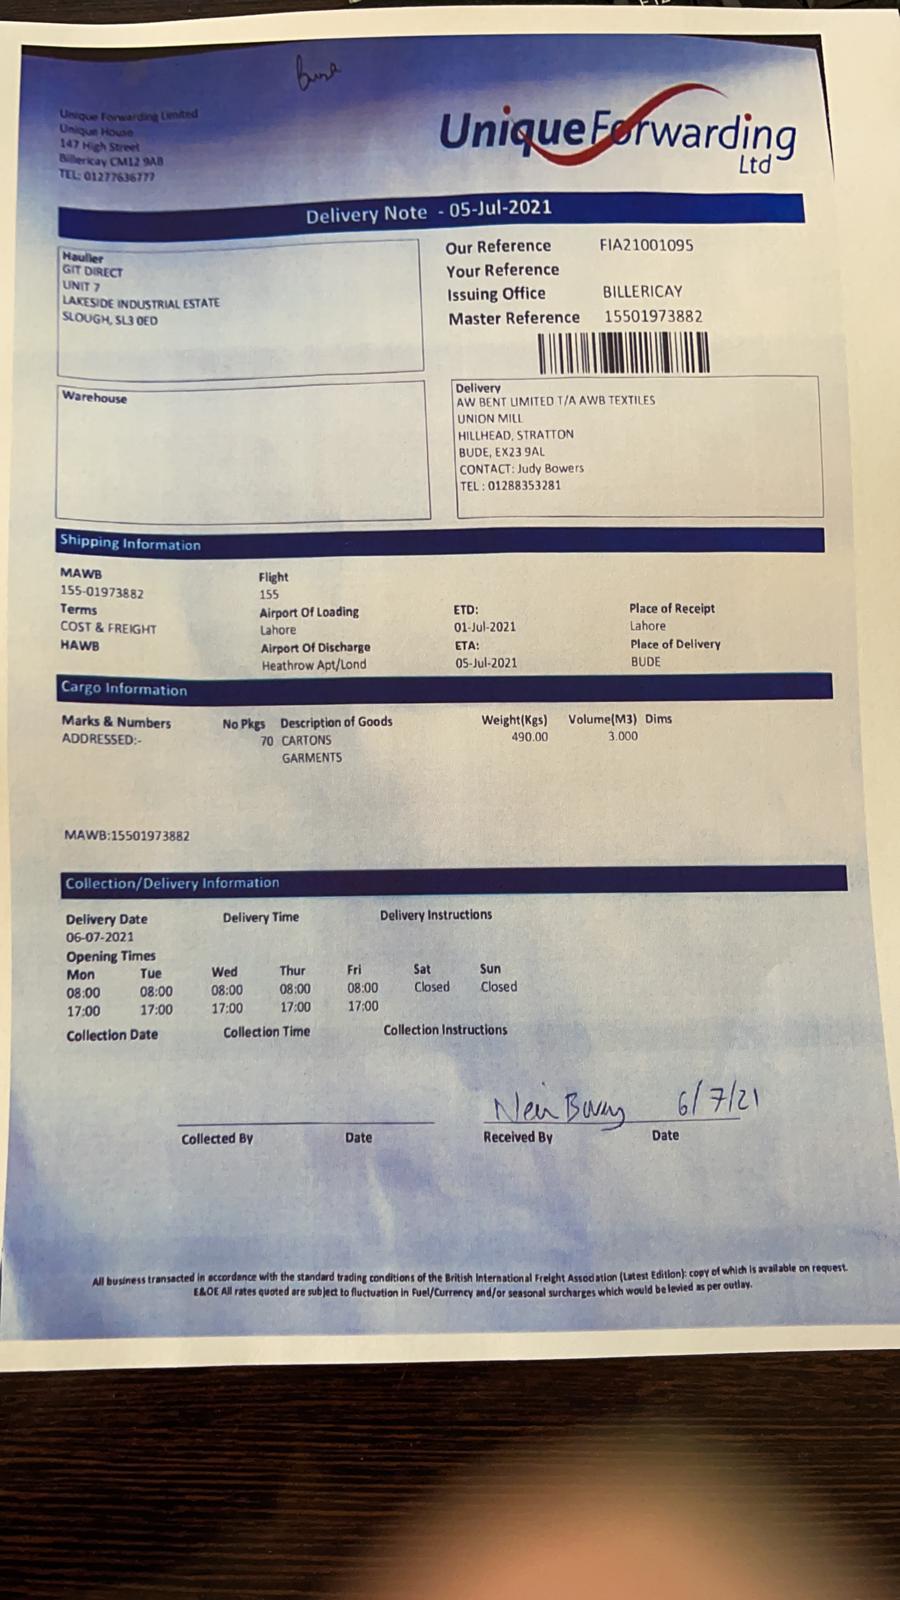 Unique Forwarding Limited
Unique House
147 High Street
Billericay CM12 9AB
TEL: 01277636777
UniqueForwarding
Ltd
Delivery Note - 05-Jul-2021
Haulier
GIT DIRECT
UNIT 7
LAKESIDE INDUSTRIAL ESTATE
SLOUGH, SL3 0ED
Our Reference FIA21001095
Your Reference
Issuing Office BILLERICAY
Master Reference 15501973882
Warehouse
Delivery
AW BENT LIMITED T/A AWB TEXTILES
UNION MILL
HILLHEAD, STRATTON
BUDE, EX23 9AL
CONTACT: Judy Bowers
TEL : 01288353281
Shipping Information
MAWB Flight
155-01973882 155
Terms Airport Of Loading ETD: Place of Receipt
COST & FREIGHT Lahore 01-Jul-2021 Lahore
HAWB Airport Of Discharge ETA: Place of Delivery
Heathrow Apt/Lond 05-Jul-2021 BUDE
Cargo Information
Marks & Numbers No Pkgs Description of Goods Weight(Kgs) Volume(M3) Dims
ADDRESSED:- 70 CARTONS 490.00 3.000
GARMENTS
MAWB:15501973882
Collection/Delivery Information
Delivery Date Delivery Time Delivery Instructions
06-07-2021
Opening Times
Mon Tue Wed Thur Fri Sat Sun
08:00 08:00 08:00 08:00 08:00 Closed Closed
17:00 17:00 17:00 17:00 17:00
Collection Date Collection Time Collection Instructions
6/7/21
Collected By Date Received By Date
All business transacted in accordance with the standard trading conditions of the British International Freight Association (Latest Edition): copy of which is available on request.
E&OE All rates quoted are subject to fluctuation in Fuel/Currency and/or seasonal surcharges which would be levied as per outlay.